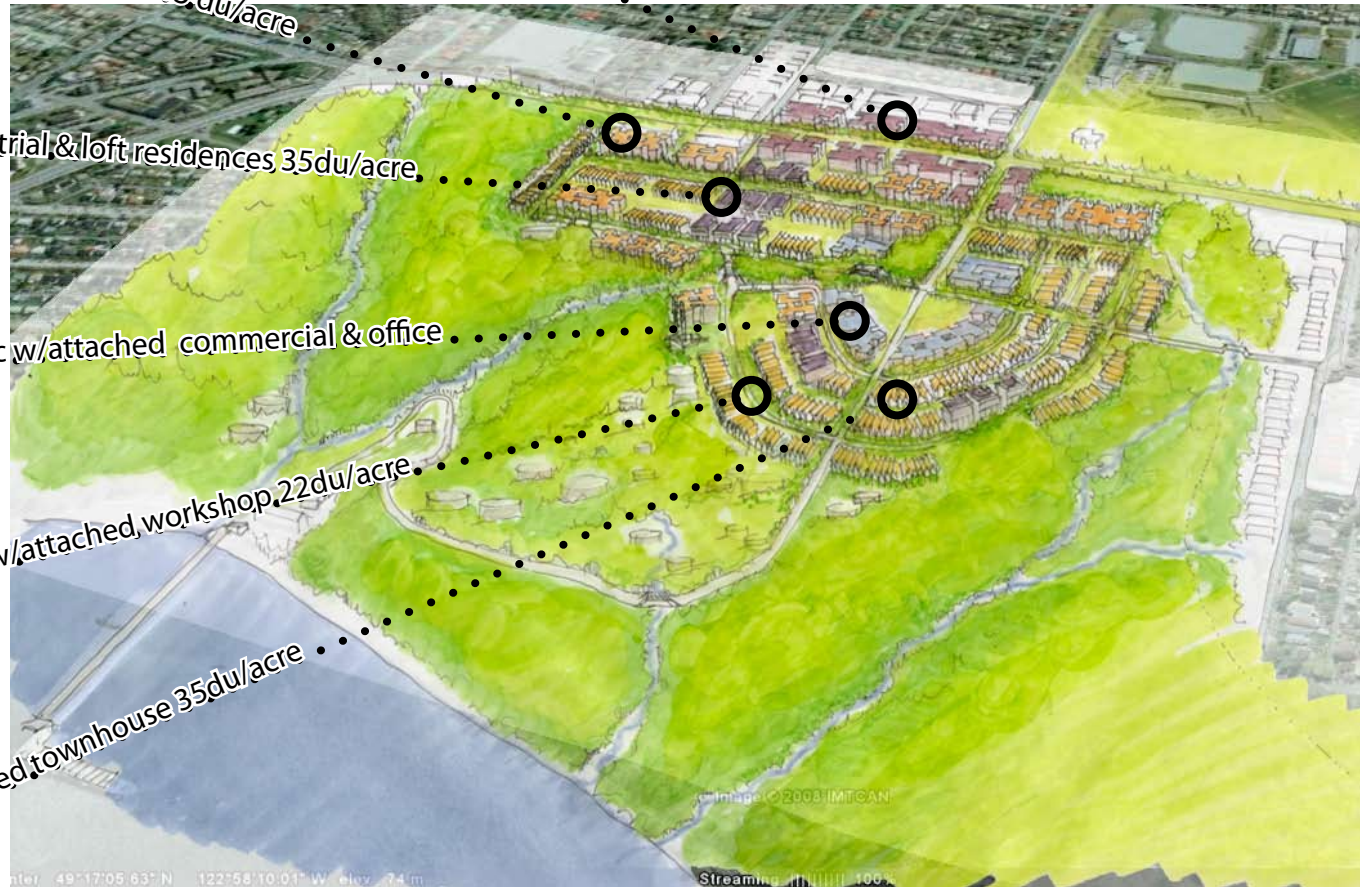 du/acre
trial & loft residences 35du/acre
c w/attached commercial & office
w/attached workshop 22du/acre
ed townhouse 35du/acre
Image © 2008 IMTCAN
nter 49°17'05.63" N 122°58'10.01" W elev 74 m
Streaming |||||||||| 100%